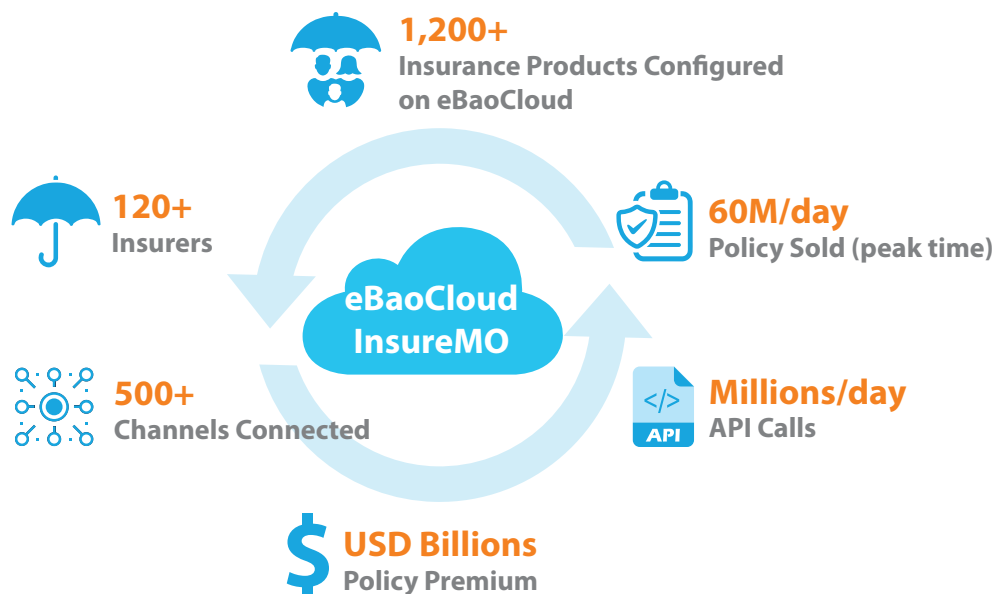 1,200+
Insurance Products Configured
on eBaoCloud
120+
Insurers
60M/day
Policy Sold (peak time)
eBaoCloud
InsureMO
500+
Channels Connected
</>
API
Millions/day
API Calls
$
USD Billions
Policy Premium